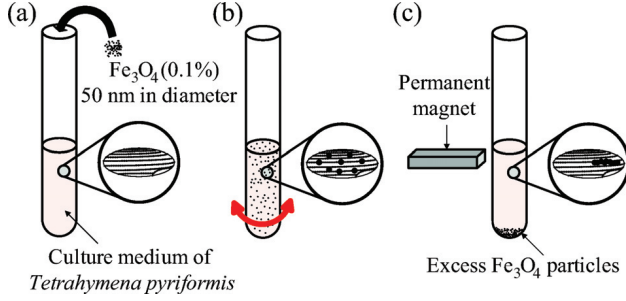 (a)
Fe₃O₄ (0.1%)
50 nm in diameter
Culture medium of
Tetrahymena pyriformis
(b)
(c)
Permanent
magnet
Excess Fe₃O₄ particles